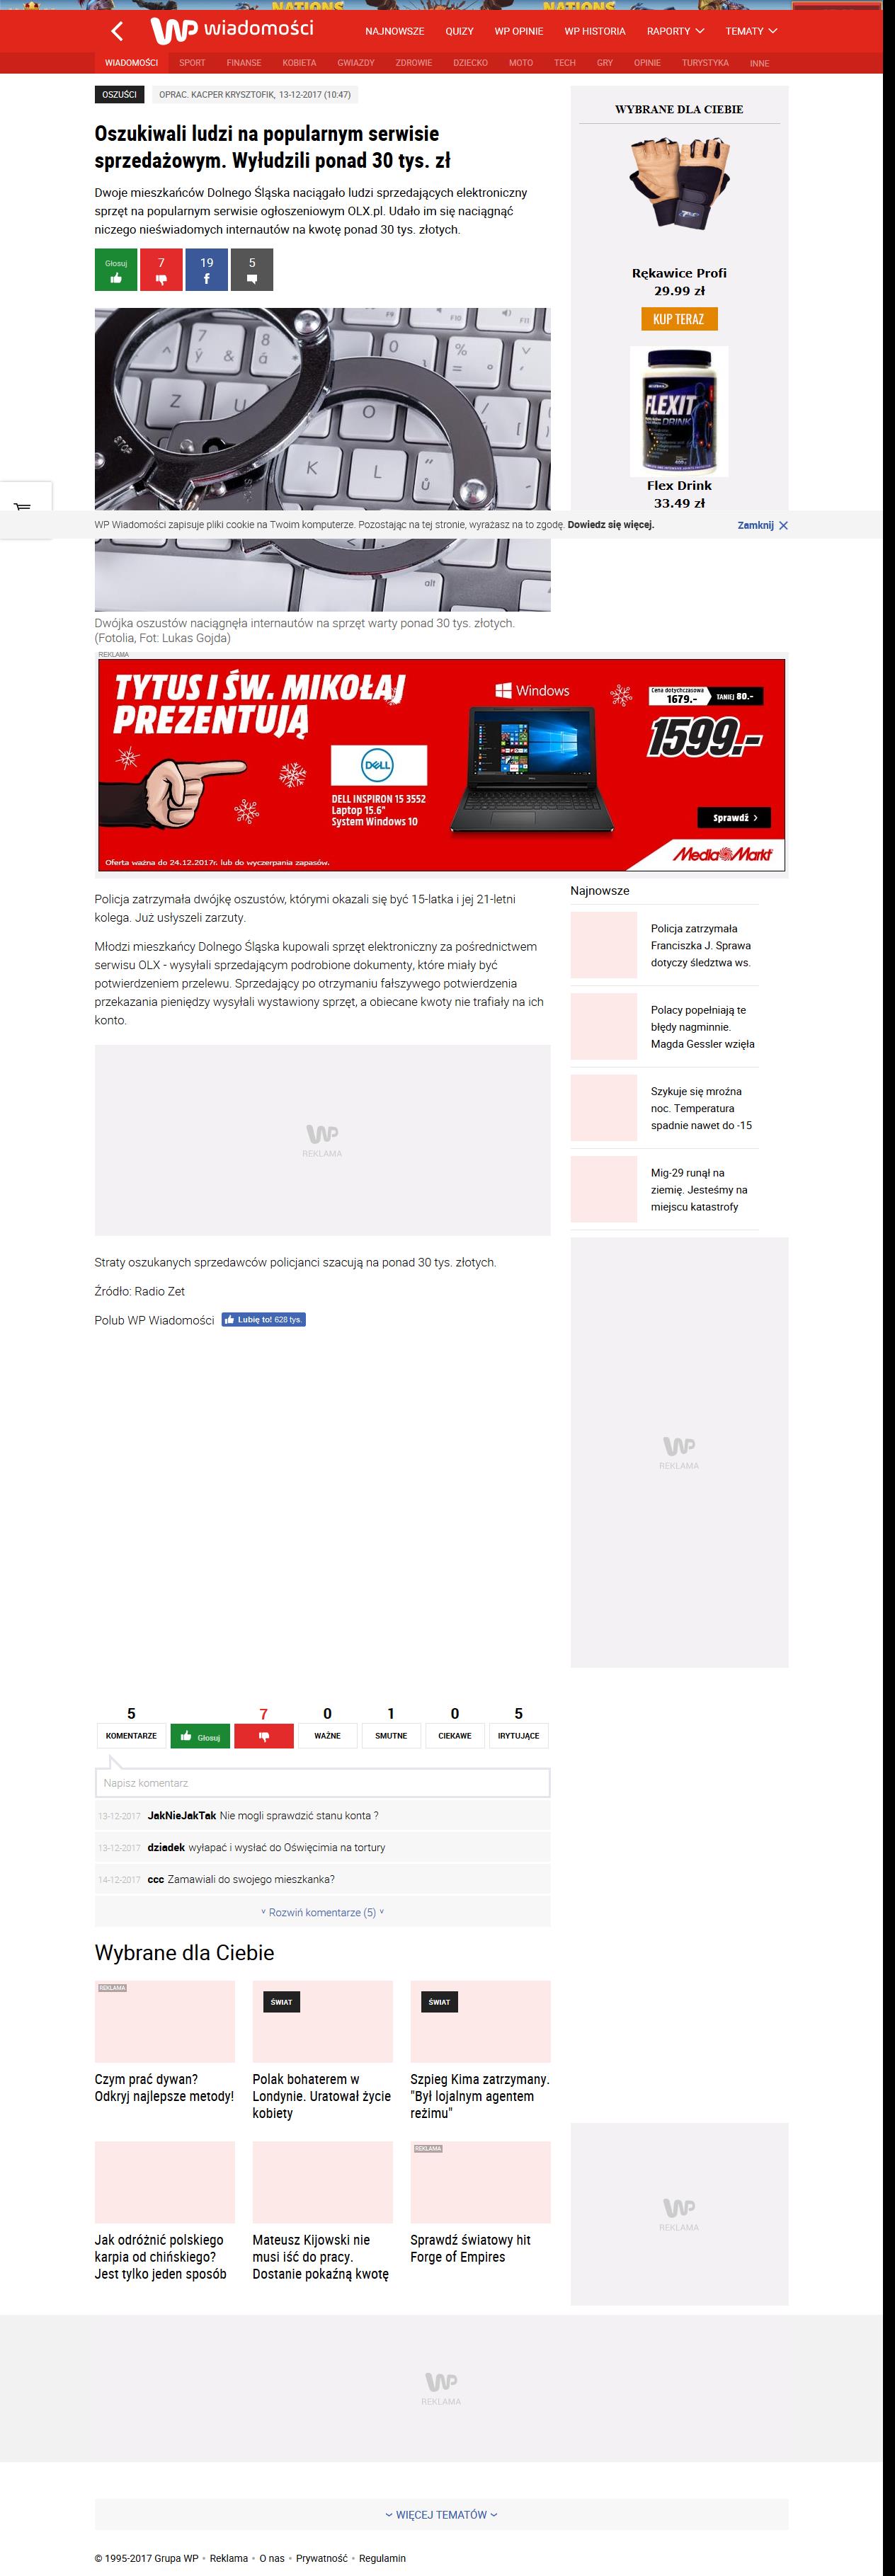 NATIONS
NATIONS
WP wiadomości
NAJNOWSZE
QUIZY
WP OPINIE
WP HISTORIA
RAPORTY
TEMATY
WIADOMOŚCI
SPORT
FINANSE
KOBIETA
GWIAZDY
ZDROWIE
DZIECKO
MOTO
TECH
GRY
OPINIE
TURYSTYKA
INNE
OSZUŚCI
OPRAC. KACPER KRYSZTOFIK, 13-12-2017 (10:47)
Oszukiwali ludzi na popularnym serwisie
sprzedażowym. Wyłudzili ponad 30 tys. zł
Dwoje mieszkańców Dolnego Śląska naciągało ludzi sprzedających elektroniczny
sprzęt na popularnym serwisie ogłoszeniowym OLX.pl. Udało im się naciągnąć
niczego nieświadomych internautów na kwotę ponad 30 tys. złotych.
Głosuj
7
19
5
WYBRANE DLA CIEBIE
Rękawice Profi
29.99 zł
KUP TERAZ
FLEXIT
DRINK
Flex Drink
33.49 zł
WP Wiadomości zapisuje pliki cookie na Twoim komputerze. Pozostając na tej stronie, wyrażasz na to zgodę. Dowiedz się więcej.
Zamknij
Dwójka oszustów naciągnęła internautów na sprzęt warty ponad 30 tys. złotych.
(Fotolia, Fot: Lukas Gojda)
REKLAMA
TYTUS I ŚW. MIKOŁAJ
PREZENTUJĄ
Windows
Cena dotychczasowa
1679.-
TANIEJ 80.-
1599.-
DELL
DELL INSPIRON 15 3552
Laptop 15.6"
System Windows 10
Sprawdź
Oferta ważna do 24.12.2017r. lub do wyczerpania zapasów.
Media Markt
Policja zatrzymała dwójkę oszustów, którymi okazali się być 15-latka i jej 21-letni
kolega. Już usłyszeli zarzuty.
Młodzi mieszkańcy Dolnego Śląska kupowali sprzęt elektroniczny za pośrednictwem
serwisu OLX - wysyłali sprzedającym podrobione dokumenty, które miały być
potwierdzeniem przelewu. Sprzedający po otrzymaniu fałszywego potwierdzenia
przekazania pieniędzy wysyłali wystawiony sprzęt, a obiecane kwoty nie trafiały na ich
konto.
Najnowsze
Policja zatrzymała
Franciszka J. Sprawa
dotyczy śledztwa ws.
Polacy popełniają te
błędy nagminnie.
Magda Gessler wzięła
Szykuje się mroźna
noc. Temperatura
spadnie nawet do -15
Mig-29 runął na
ziemię. Jesteśmy na
miejscu katastrofy
WP
REKLAMA
Straty oszukanych sprzedawców policjanci szacują na ponad 30 tys. złotych.
Źródło: Radio Zet
Polub WP Wiadomości
Lubię to! 628 tys.
WP
REKLAMA
5
KOMENTARZE
Głosuj
7
0
WAŻNE
1
SMUTNE
0
CIEKAWE
5
IRYTUJĄCE
Napisz komentarz
13-12-2017 JakNieJakTak Nie mogli sprawdzić stanu konta ?
13-12-2017 dziadek wyłapać i wysłać do Oświęcimia na tortury
14-12-2017 ccc Zamawiali do swojego mieszkanka?
˅ Rozwiń komentarze (5) ˅
Wybrane dla Ciebie
REKLAMA
Czym prać dywan?
Odkryj najlepsze metody!
ŚWIAT
Polak bohaterem w
Londynie. Uratował życie
kobiety
ŚWIAT
Szpieg Kima zatrzymany.
"Był lojalnym agentem
reżimu"
Jak odróżnić polskiego
karpia od chińskiego?
Jest tylko jeden sposób
Mateusz Kijowski nie
musi iść do pracy.
Dostanie pokaźną kwotę
REKLAMA
Sprawdź światowy hit
Forge of Empires
WP
REKLAMA
WP
REKLAMA
WIĘCEJ TEMATÓW
© 1995-2017 Grupa WP • Reklama • O nas • Prywatność • Regulamin